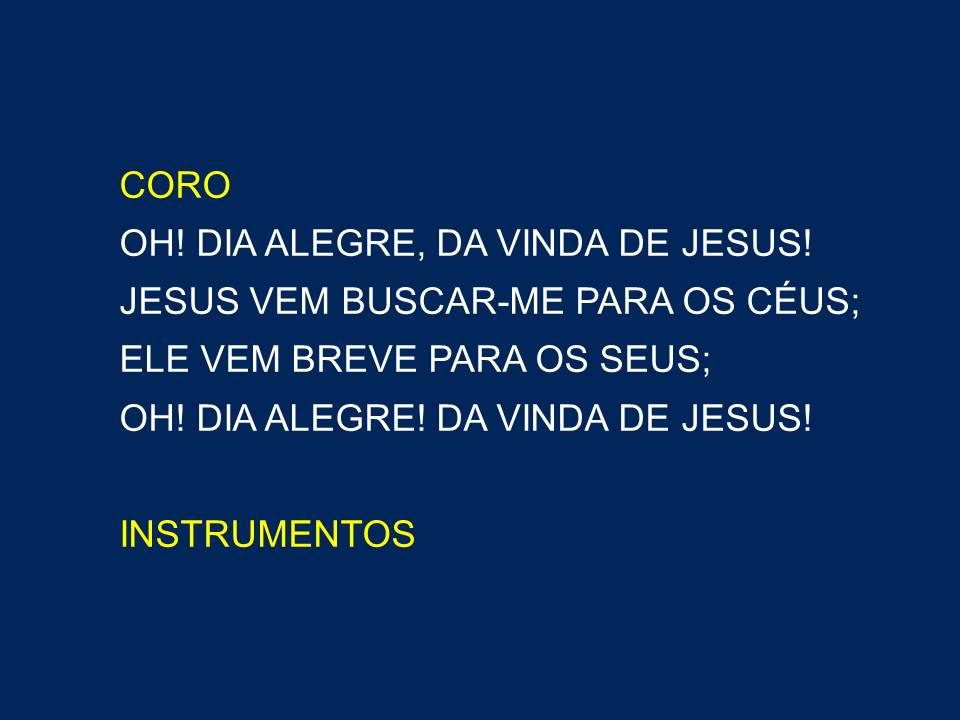 CORO
OH! DIA ALEGRE, DA VINDA DE JESUS!
JESUS VEM BUSCAR-ME PARA OS CÉUS;
ELE VEM BREVE PARA OS SEUS;
OH! DIA ALEGRE! DA VINDA DE JESUS!
INSTRUMENTOS